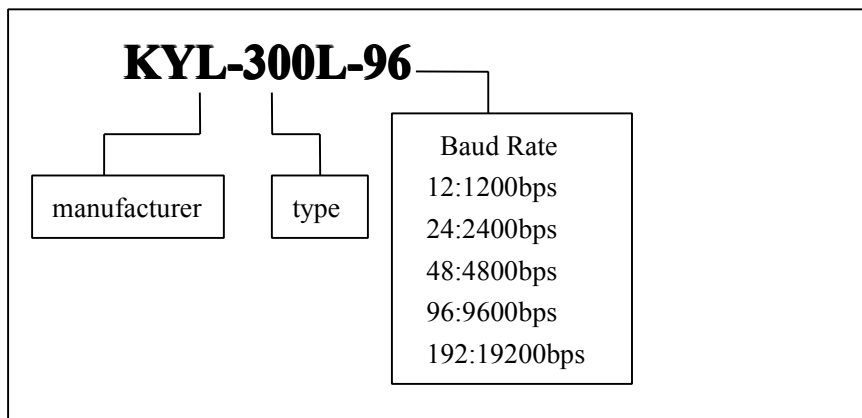 KYL-300L-96
manufacturer
type
Baud Rate
12:1200bps
24:2400bps
48:4800bps
96:9600bps
192:19200bps